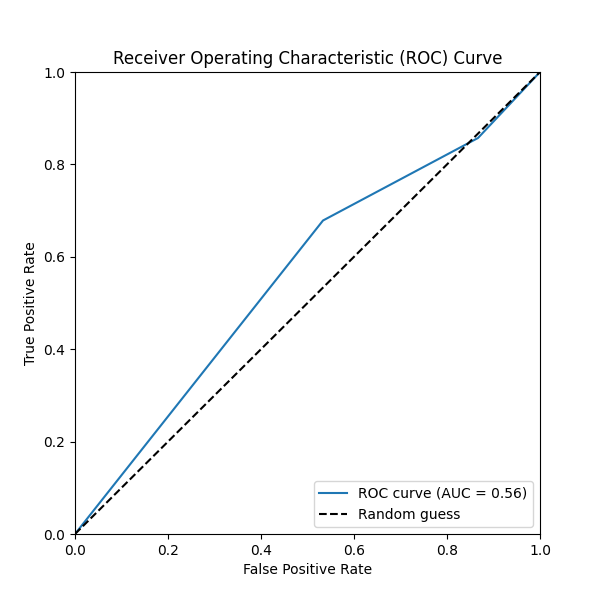 Receiver Operating Characteristic (ROC) Curve
1.0
0.8
0.6
0.4
0.2
0.0
True Positive Rate
ROC curve (AUC = 0.56)
Random guess
0.0 0.2 0.4 0.6 0.8 1.0
False Positive Rate